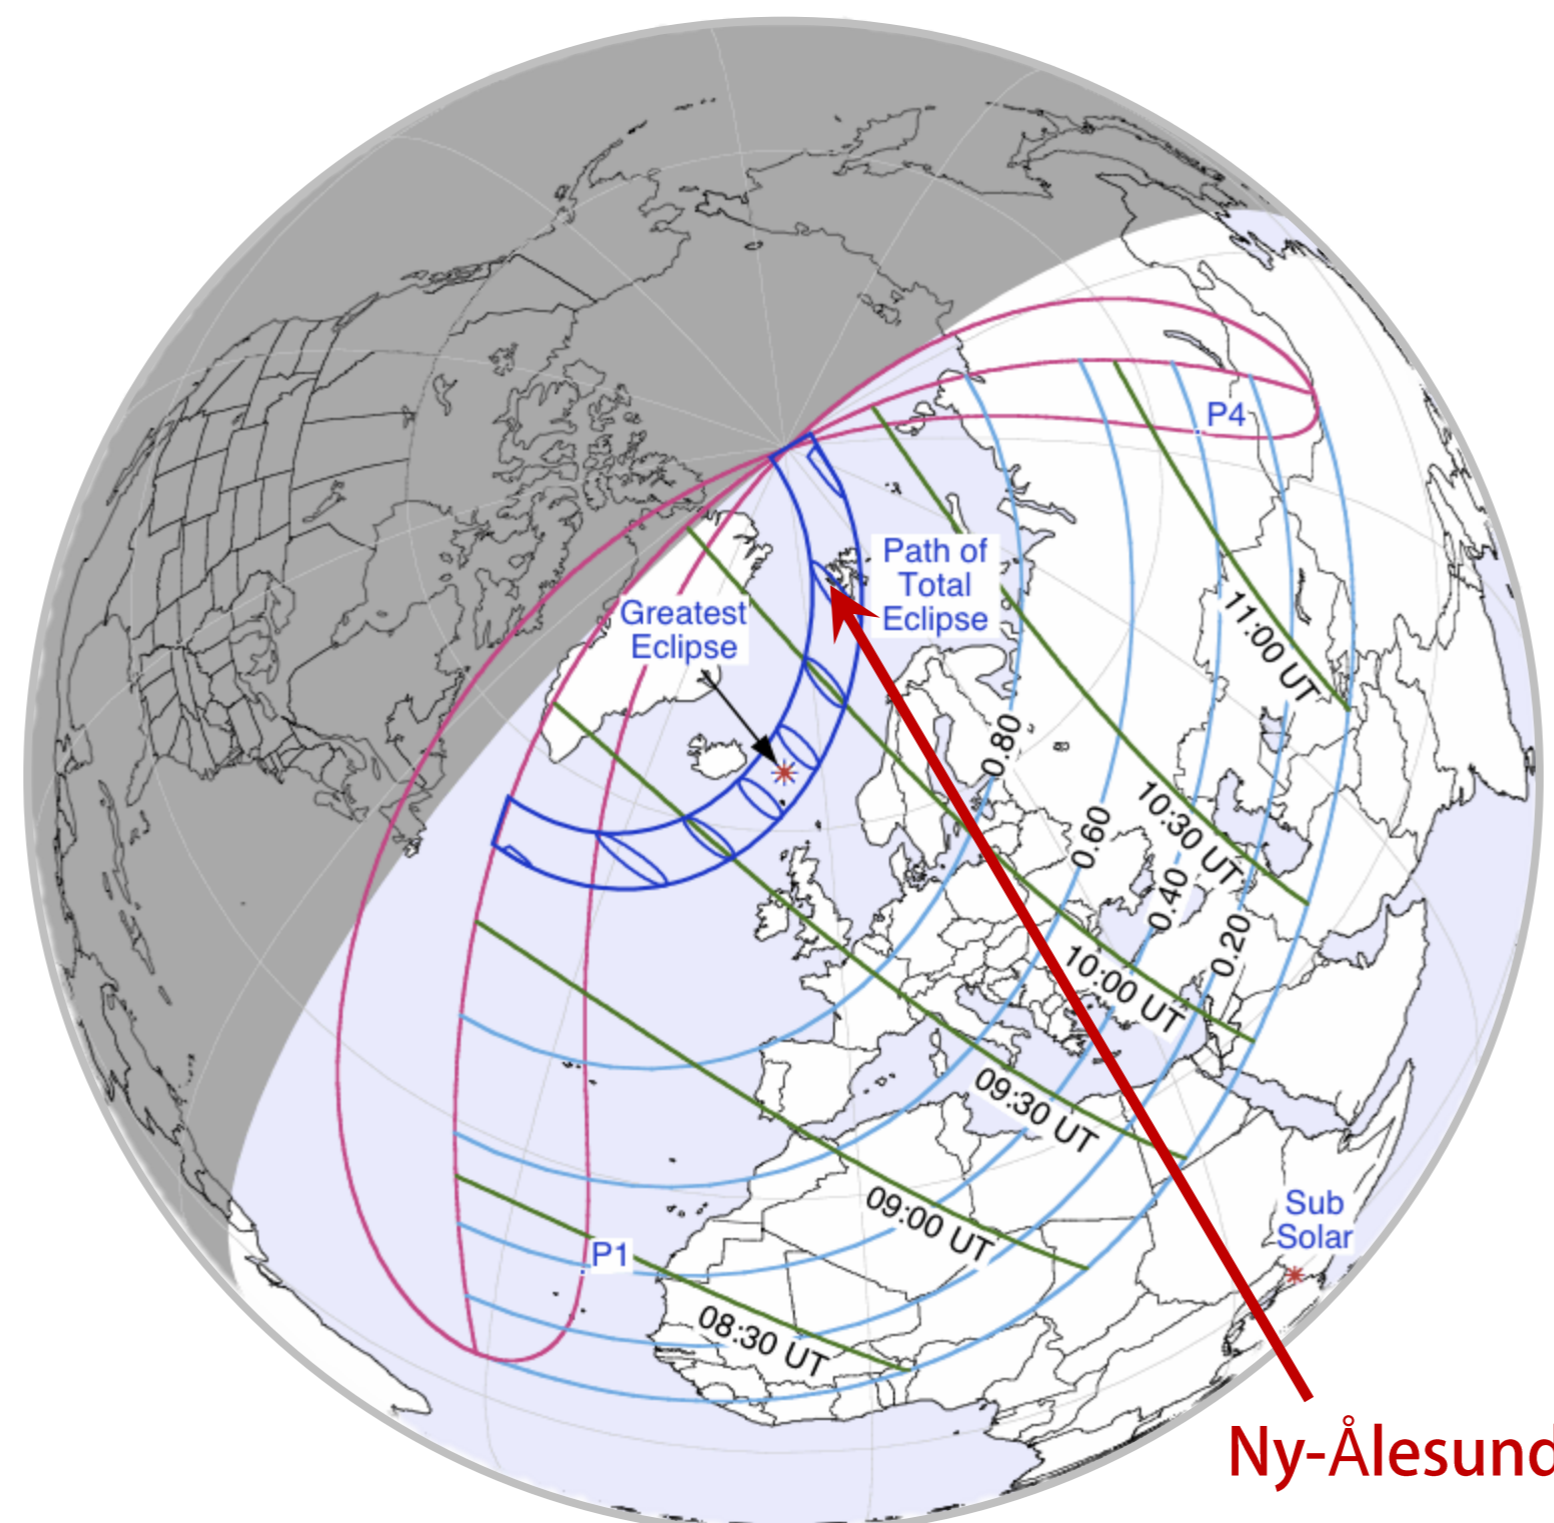 P4
Path of
Total
Eclipse
Greatest
Eclipse
11:00 UT
0.80
0.60
10:30 UT
0.40
0.20
10:00 UT
09:30 UT
09:00 UT
Sub
Solar
P1
08:30 UT
Ny-Ålesund